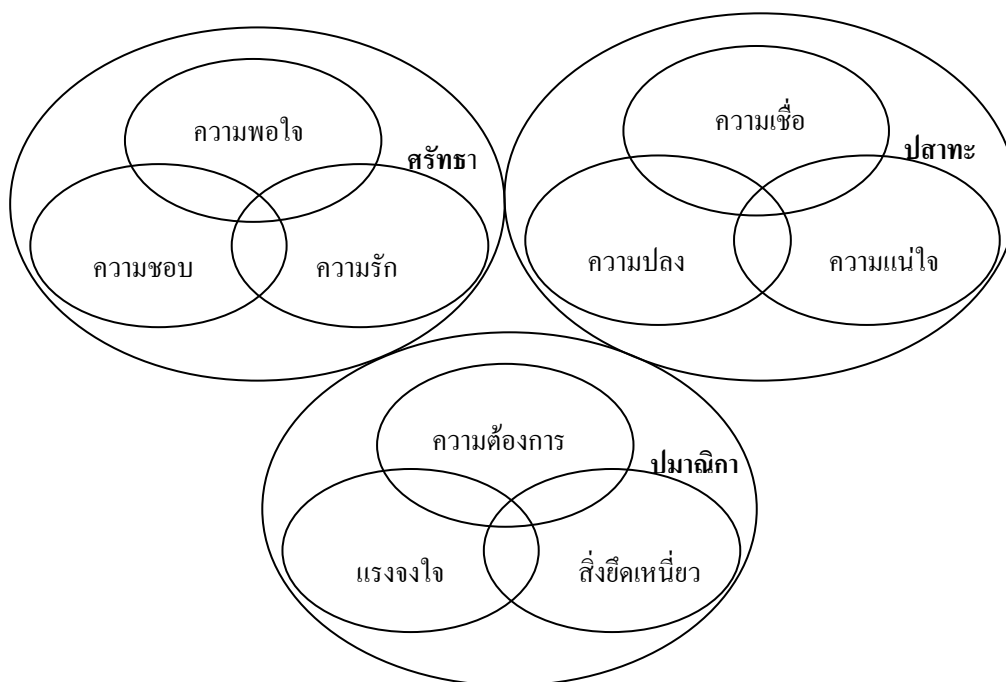 ความพอใจ
ศรัทธา
ความชอบ
ความรัก
ความเชื่อ
ปสาทะ
ความปลง
ความแน่ใจ
ความต้องการ
ปมาณิกา
แรงจงใจ
สิ่งยึดเหนี่ยว